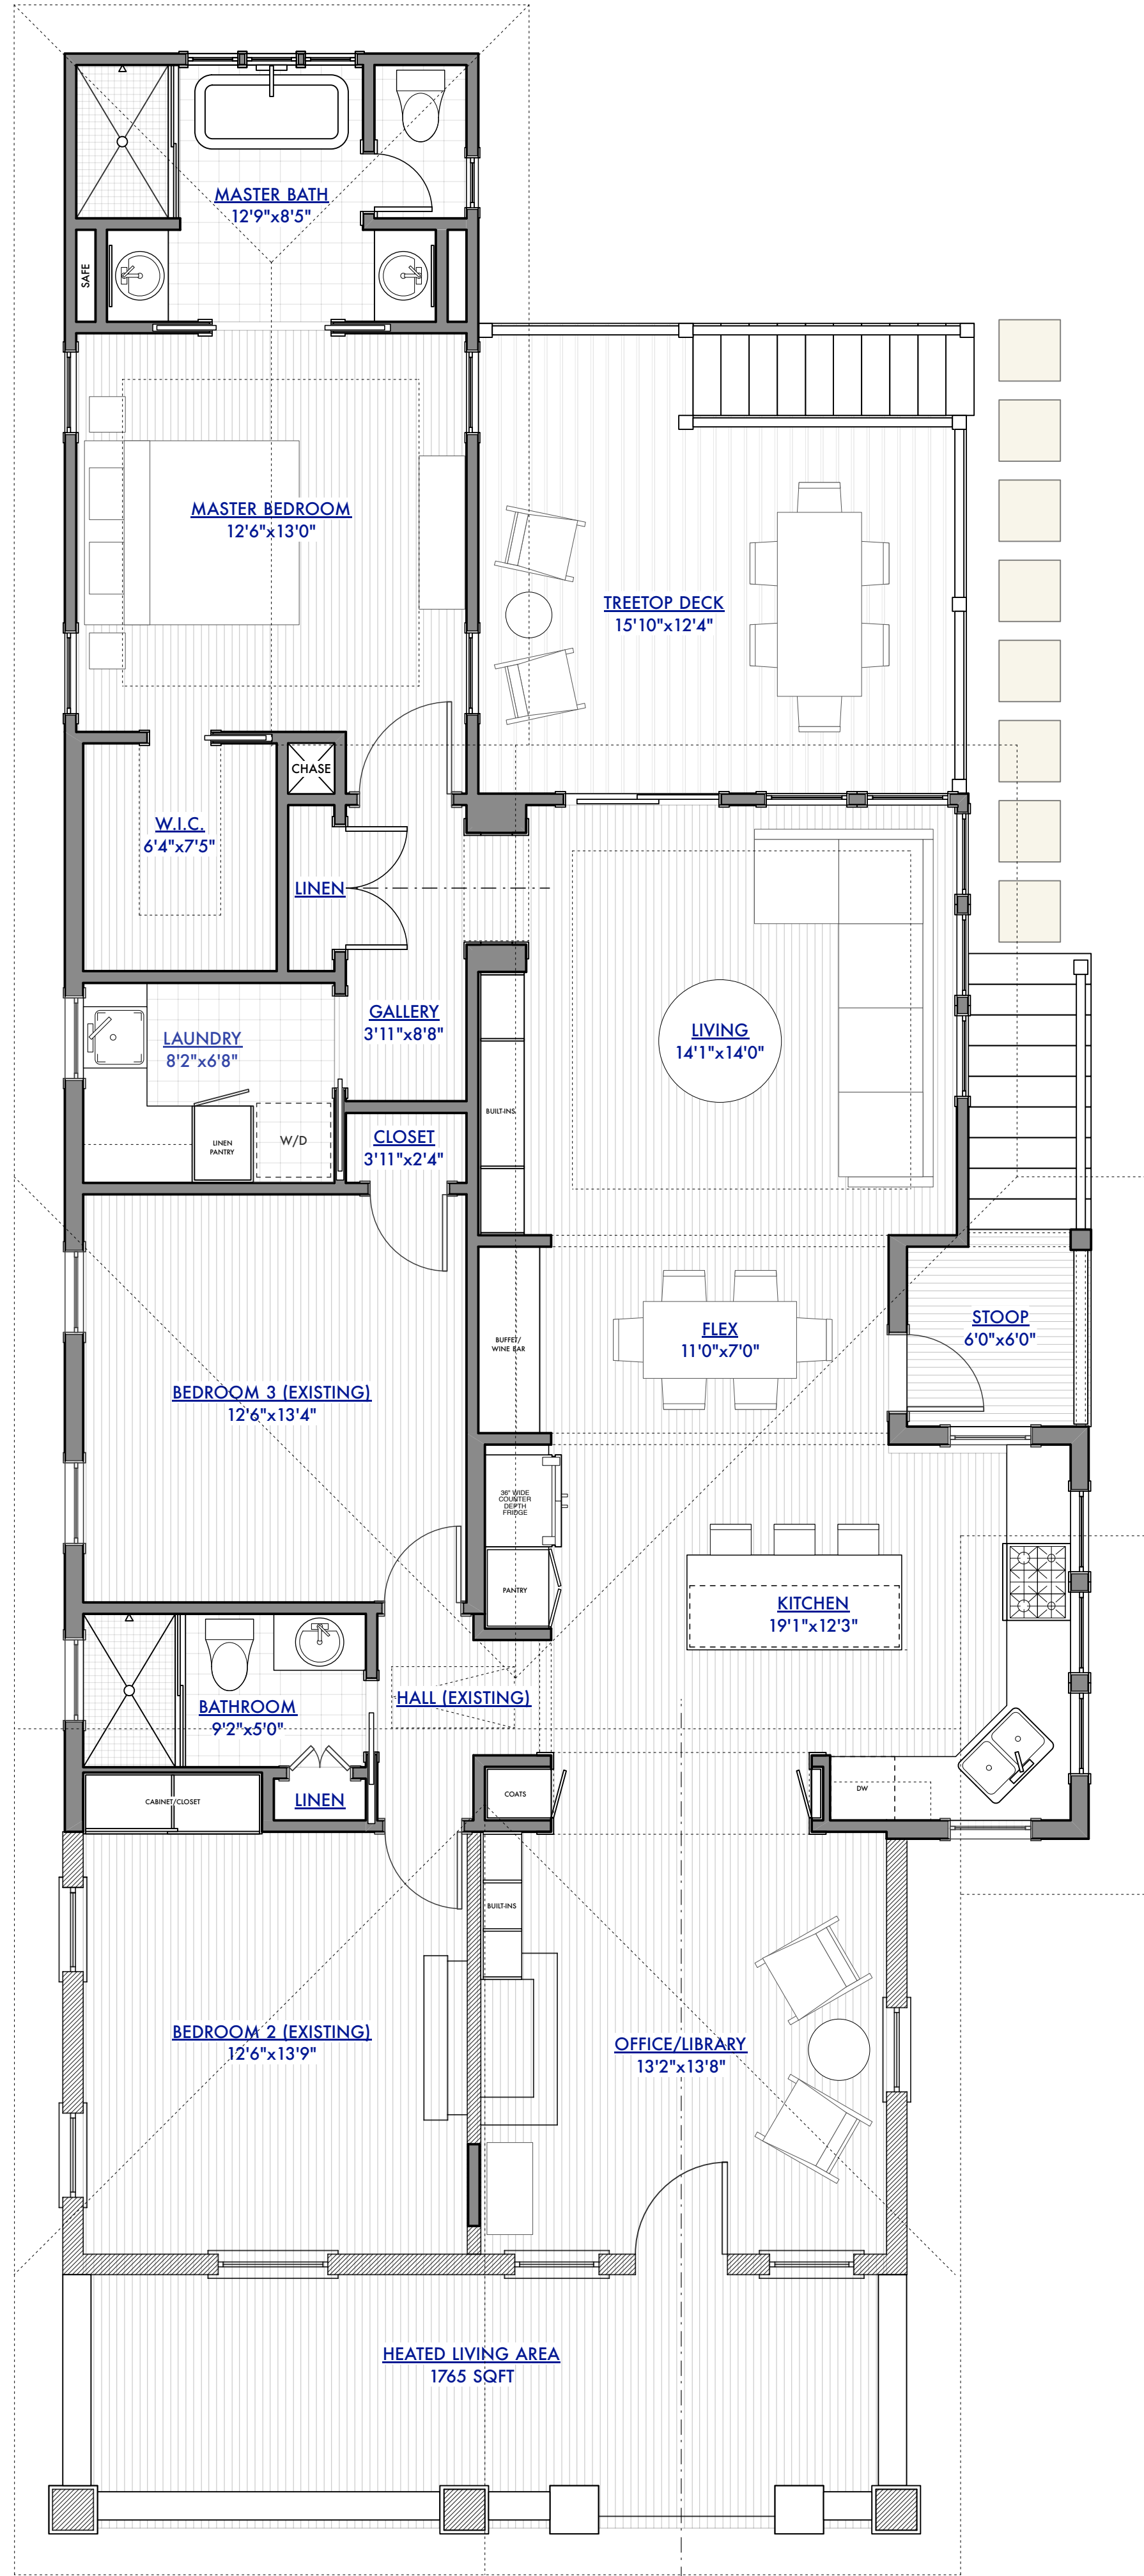 MASTER BATH
12'9"x8'5"
SAFE
MASTER BEDROOM
12'6"x13'0"
TREETOP DECK
15'10"x12'4"
CHASE
W.I.C.
6'4"x7'5"
LINEN
GALLERY
3'11"x8'8"
LAUNDRY
8'2"x6'8"
LIVING
14'1"x14'0"
BUILT-INS
LINEN
PANTRY
W/D
CLOSET
3'11"x2'4"
STOOP
6'0"x6'0"
FLEX
11'0"x7'0"
BUFFET/
WINE BAR
BEDROOM 3 (EXISTING)
12'6"x13'4"
36" WIDE
COUNTER
DEPTH
FRIDGE
PANTRY
KITCHEN
19'1"x12'3"
HALL (EXISTING)
BATHROOM
9'2"x5'0"
CABINET/CLOSET
LINEN
COATS
DW
BUILT-INS
BEDROOM 2 (EXISTING)
12'6"x13'9"
OFFICE/LIBRARY
13'2"x13'8"
HEATED LIVING AREA
1765 SQFT